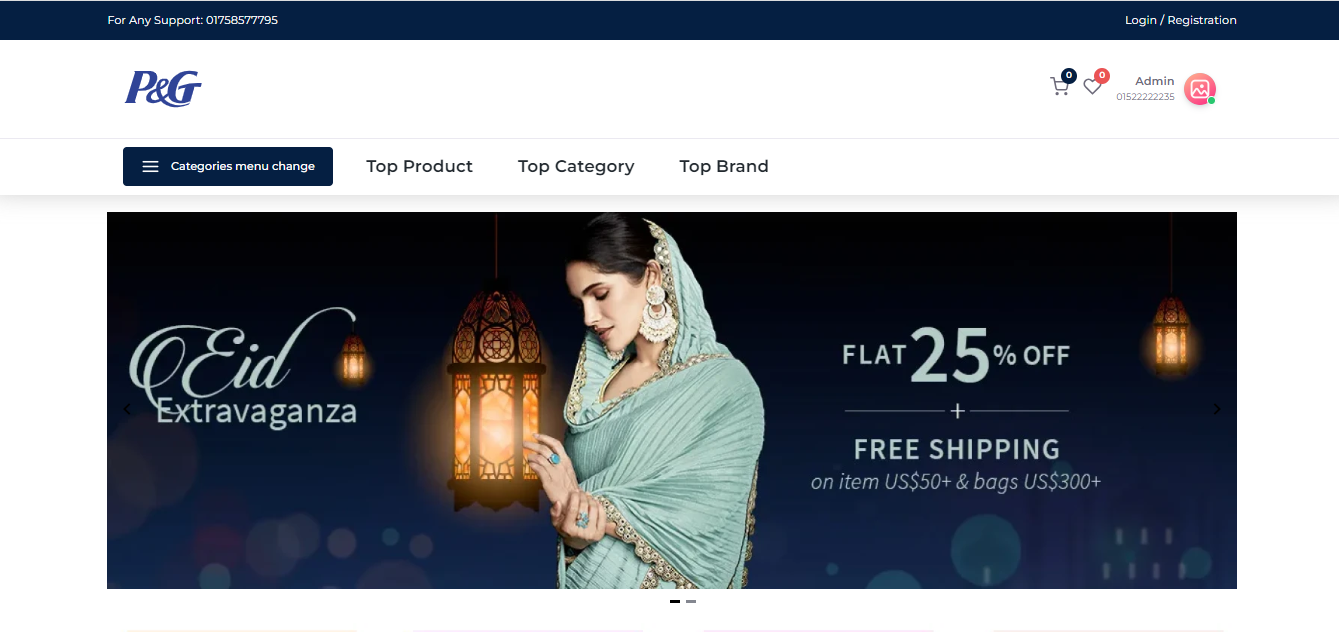 For Any Support: 01758577795
Login / Registration
P&G
0
0
Admin
01522222235
Categories menu change
Top Product
Top Category
Top Brand
Eid
Extravaganza
FLAT 25% OFF
+
FREE SHIPPING
on item US$50+ & bags US$300+